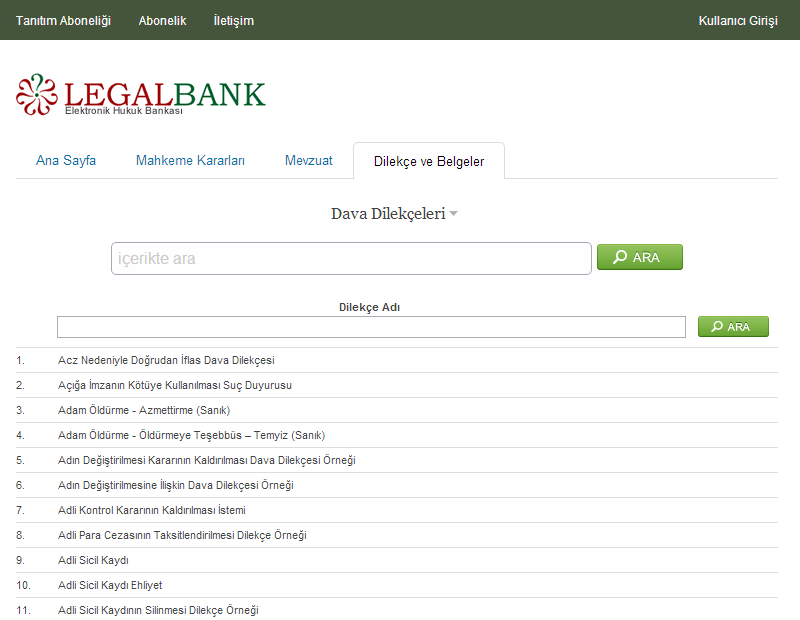 Tanıtım Aboneliği Abonelik İletişim Kullanıcı Girişi
LEGALBANK
Elektronik Hukuk Bankası
Ana Sayfa Mahkeme Kararları Mevzuat Dilekçe ve Belgeler
Dava Dilekçeleri
içerikte ara ARA
Dilekçe Adı
ARA
1. Acz Nedeniyle Doğrudan İflas Dava Dilekçesi
2. Açığa İmzanın Kötüye Kullanılması Suç Duyurusu
3. Adam Öldürme - Azmettirme (Sanık)
4. Adam Öldürme - Öldürmeye Teşebbüs – Temyiz (Sanık)
5. Adın Değiştirilmesi Kararının Kaldırılması Dava Dilekçesi Örneği
6. Adın Değiştirilmesine İlişkin Dava Dilekçesi Örneği
7. Adli Kontrol Kararının Kaldırılması İstemi
8. Adli Para Cezasının Taksitlendirilmesi Dilekçe Örneği
9. Adli Sicil Kaydı
10. Adli Sicil Kaydı Ehliyet
11. Adli Sicil Kaydının Silinmesi Dilekçe Örneği